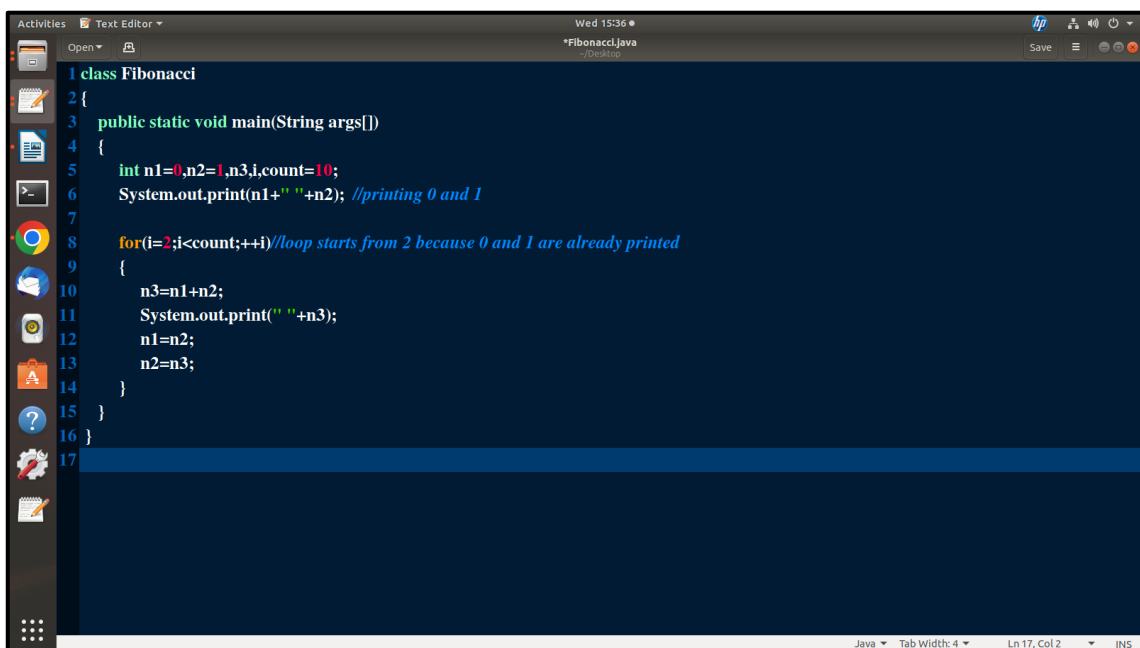 Activities Text Editor Wed 15:36 hp
Open *Fibonacci.java Save
~/Desktop
1 class Fibonacci
2 {
3 public static void main(String args[])
4 {
5 int n1=0,n2=1,n3,i,count=10;
6 System.out.print(n1+" "+n2); //printing 0 and 1
7
8 for(i=2;i<count;++i)//loop starts from 2 because 0 and 1 are already printed
9 {
10 n3=n1+n2;
11 System.out.print(" "+n3);
12 n1=n2;
13 n2=n3;
14 }
15 }
16 }
17
Java Tab Width: 4 Ln 17, Col 2 INS